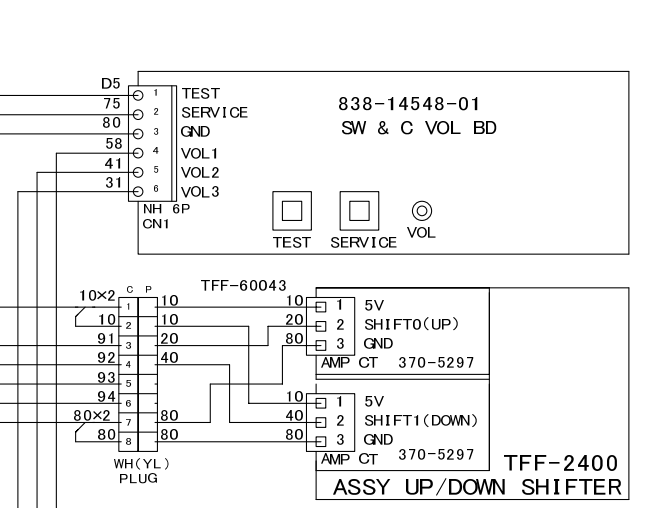 D5 1 TEST
75 2 SERVICE
80 3 GND
58 4 VOL1
41 5 VOL2
31 6 VOL3
NH 6P
CN1
838-14548-01
SW & C VOL BD
TEST SERVICE VOL
C P
10×2 1 10
10 2 10
91 3 20
92 4 40
93 5
94 6
80×2 7 80
80 8 80
WH(YL)
PLUG
TFF-60043
10 1 5V
20 2 SHIFT0(UP)
80 3 GND
AMP CT 370-5297
10 1 5V
40 2 SHIFT1(DOWN)
80 3 GND
AMP CT 370-5297
TFF-2400
ASSY UP/DOWN SHIFTER